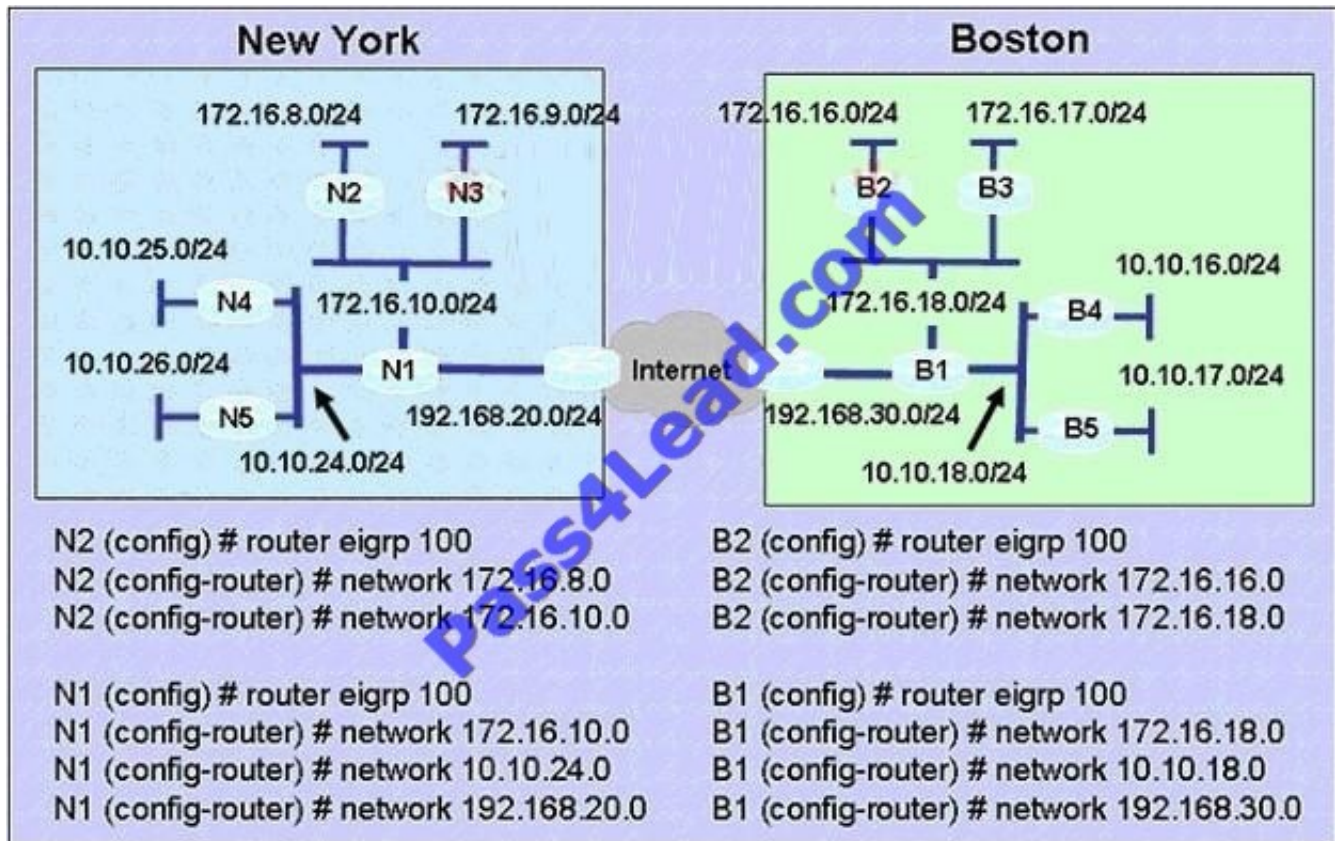 New York
Boston
172.16.8.0/24
172.16.9.0/24
172.16.16.0/24
172.16.17.0/24
N2
N3
B2
B3
10.10.25.0/24
10.10.16.0/24
N4
172.16.10.0/24
172.16.18.0/24
B4
10.10.26.0/24
N1
Internet
B1
10.10.17.0/24
N5
192.168.20.0/24
192.168.30.0/24
B5
10.10.24.0/24
10.10.18.0/24
Pass4Lead.com
N2 (config) # router eigrp 100
N2 (config-router) # network 172.16.8.0
N2 (config-router) # network 172.16.10.0
N1 (config) # router eigrp 100
N1 (config-router) # network 172.16.10.0
N1 (config-router) # network 10.10.24.0
N1 (config-router) # network 192.168.20.0
B2 (config) # router eigrp 100
B2 (config-router) # network 172.16.16.0
B2 (config-router) # network 172.16.18.0
B1 (config) # router eigrp 100
B1 (config-router) # network 172.16.18.0
B1 (config-router) # network 10.10.18.0
B1 (config-router) # network 192.168.30.0